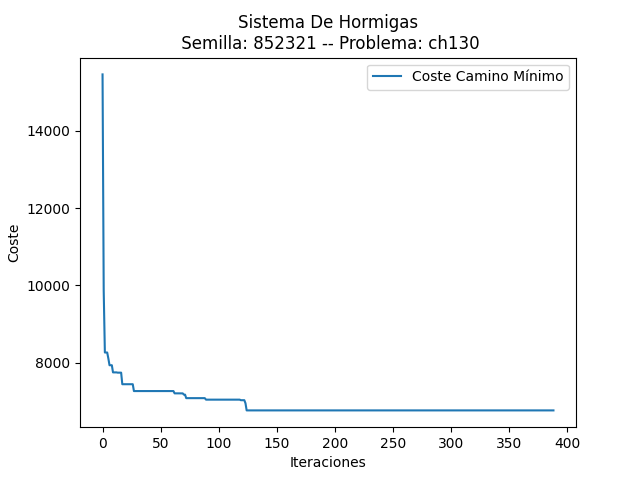 Sistema De Hormigas
Semilla: 852321 -- Problema: ch130
Coste Camino Mínimo
14000
12000
10000
8000
Coste
0 50 100 150 200 250 300 350 400
Iteraciones